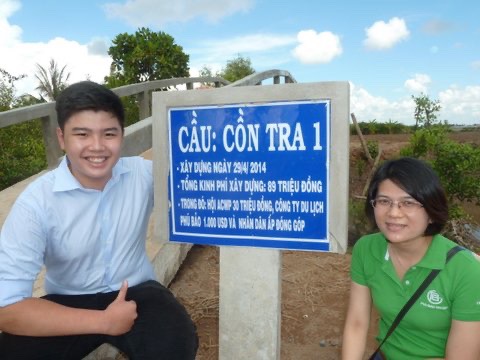 CẦU: CỒN TRA 1
- XÂY DỰNG NGÀY 29/4/ 2014
- TỔNG KINH PHÍ XÂY DỰNG: 89 TRIỆU ĐỒNG
- TRONG ĐÓ: HỘI ACWP 30 TRIỆU ĐỒNG, CÔNG TY DU LỊCH
PHÚ BẢO 1.000 USD VÀ NHÂN DÂN ẤP ĐÓNG GÓP